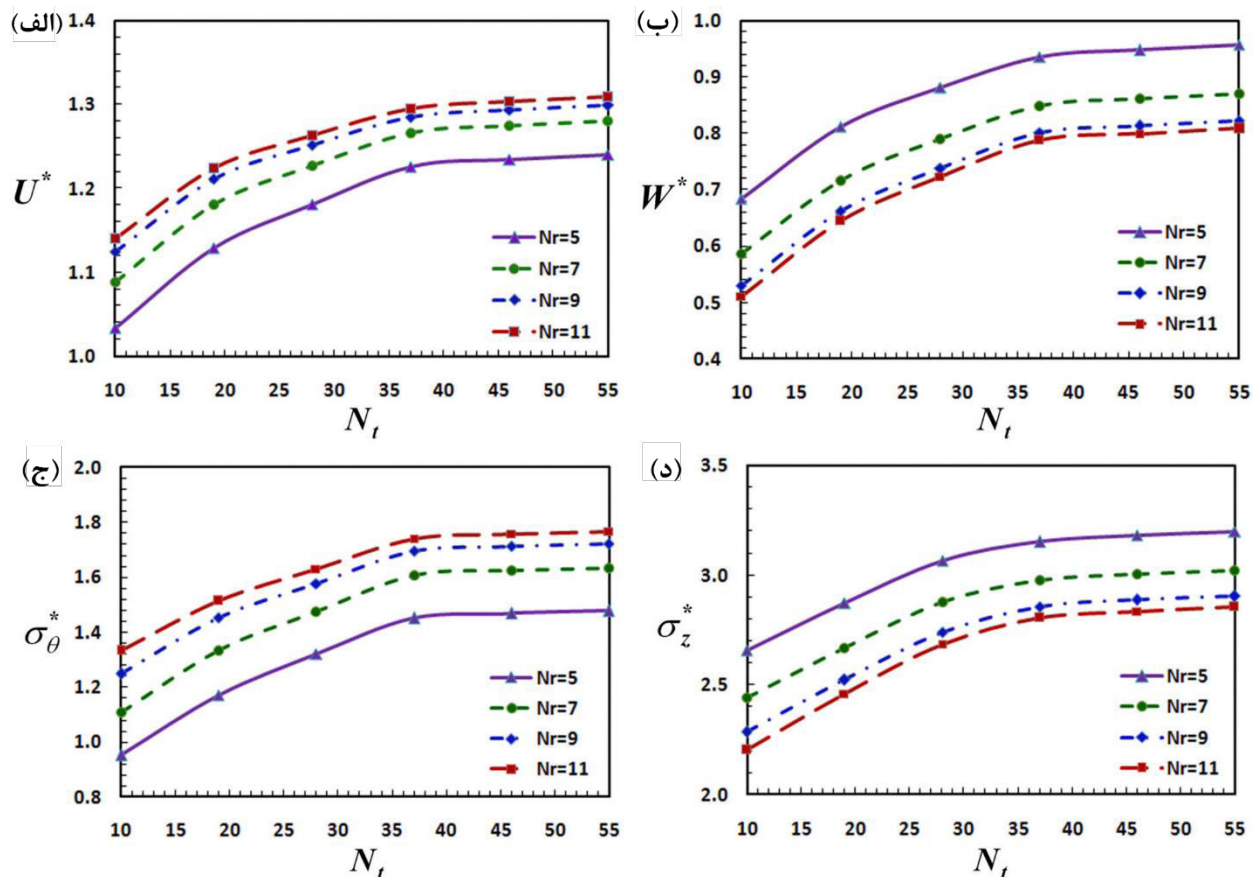 (الف)
1.4
1.3
1.2
1.1
1.0
U*
Nr=5
Nr=7
Nr=9
Nr=11
10 15 20 25 30 35 40 45 50 55
N_t
(ب)
1.0
0.9
0.8
0.7
0.6
0.5
0.4
W*
Nr=5
Nr=7
Nr=9
Nr=11
10 15 20 25 30 35 40 45 50 55
N_t
(ج)
2.0
1.8
1.6
1.4
1.2
1.0
0.8
σ_θ*
Nr=5
Nr=7
Nr=9
Nr=11
10 15 20 25 30 35 40 45 50 55
N_t
(د)
3.5
3.0
2.5
2.0
σ_z*
Nr=5
Nr=7
Nr=9
Nr=11
10 15 20 25 30 35 40 45 50 55
N_t